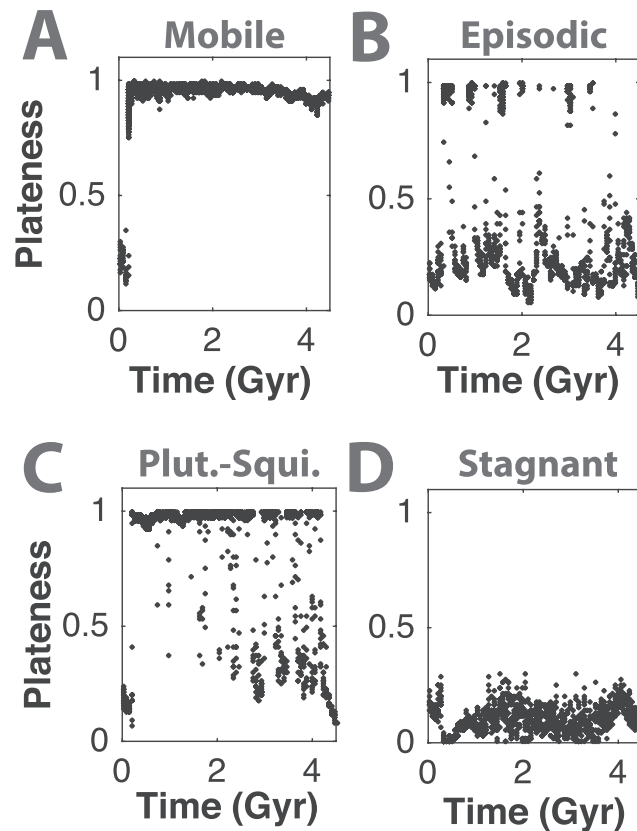 A Mobile
B Episodic
Plateness
1
0.5
0
0 2 4
Time (Gyr)
1
0.5
0
0 2 4
Time (Gyr)
C Plut.-Squi.
D Stagnant
Plateness
1
0.5
0
0 2 4
Time (Gyr)
1
0.5
0
0 2 4
Time (Gyr)